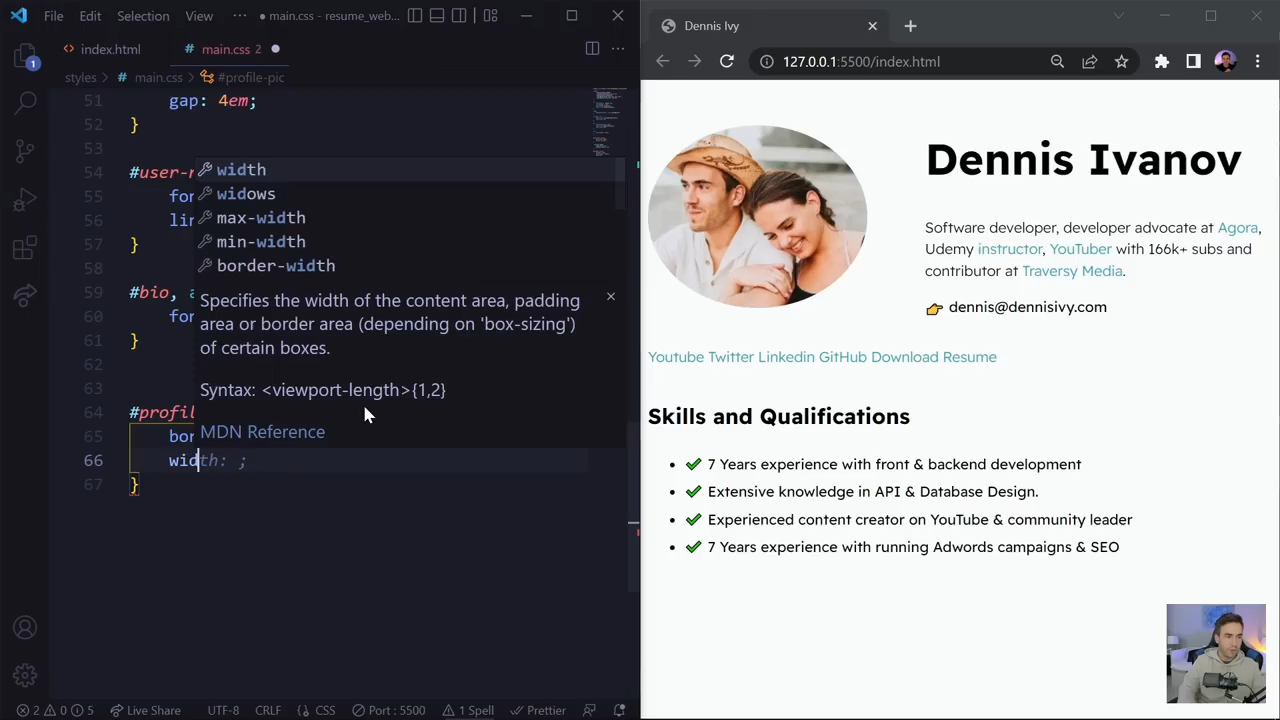 File Edit Selection View ··· ● main.css - resume_web...
index.html # main.css 2 ●
styles > # main.css > #profile-pic
51 gap: 4em;
52 }
53
54 #user-
55 for
56 lin
57 }
58
59 #bio, a
60 for
61 }
62
63
64 #profil
65 bor
66 width: ;
67 }
width
widows
max-width
min-width
border-width
Specifies the width of the content area, padding
area or border area (depending on 'box-sizing')
of certain boxes.
Syntax: <viewport-length>{1,2}
MDN Reference
2 0 5 Live Share UTF-8 CRLF {} CSS Port : 5500 1 spell Prettier
Dennis Ivy
127.0.0.1:5500/index.html
Dennis Ivanov
Software developer, developer advocate at Agora,
Udemy instructor, YouTuber with 166k+ subs and
contributor at Traversy Media.
👉 dennis@dennisivy.com
Youtube Twitter Linkedin GitHub Download Resume
Skills and Qualifications
• ✔ 7 Years experience with front & backend development
• ✔ Extensive knowledge in API & Database Design.
• ✔ Experienced content creator on YouTube & community leader
• ✔ 7 Years experience with running Adwords campaigns & SEO